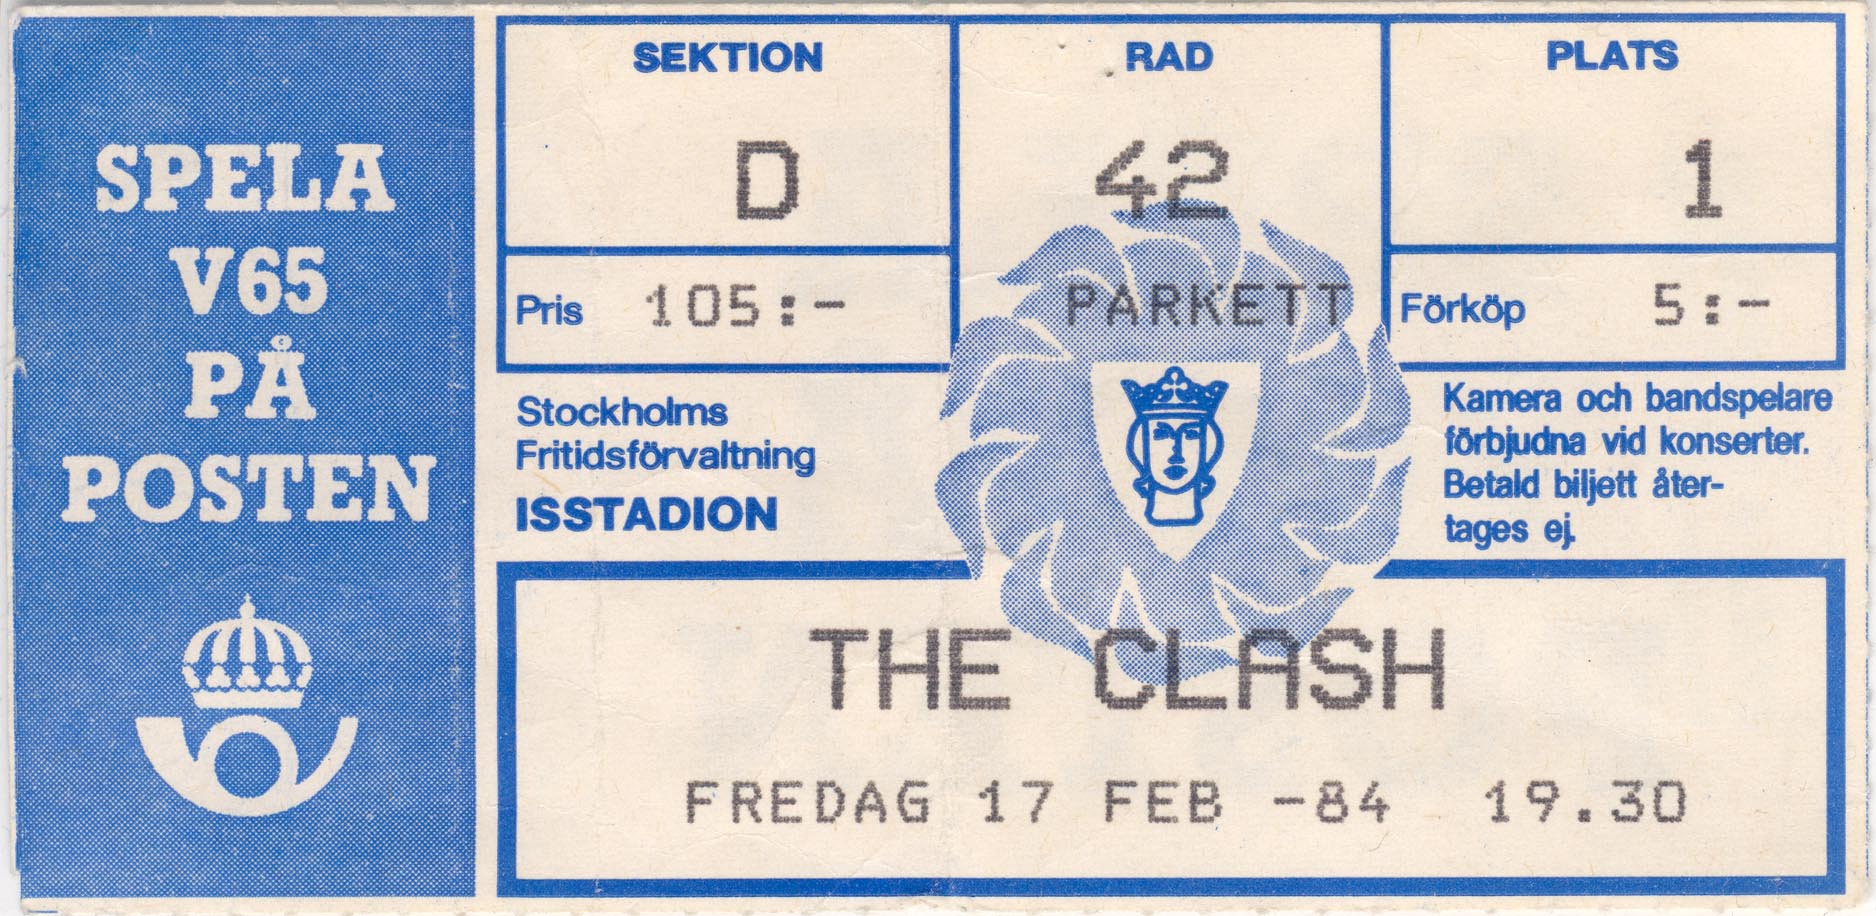 SPELA
V65
PÅ
POSTEN
SEKTION
D
RAD
42
PLATS
1
Pris 105:-
PARKETT
Förköp 5:-
Stockholms
Fritidsförvaltning
ISSTADION
Kamera och bandspelare
förbjudna vid konserter.
Betald biljett åter-
tages ej.
THE CLASH
FREDAG 17 FEB -84 19.30